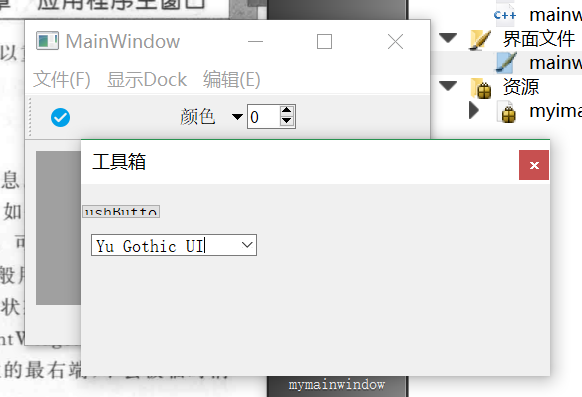 章 应用程序主窗口
MainWindow
以
文件(F) 显示Dock 编辑(E)
颜色 0
工具箱
息
如
ushButto
可
Yu Gothic UI
般用
状
的最右端
mymainwindow
mainw
界面文件
mainw
资源
myima